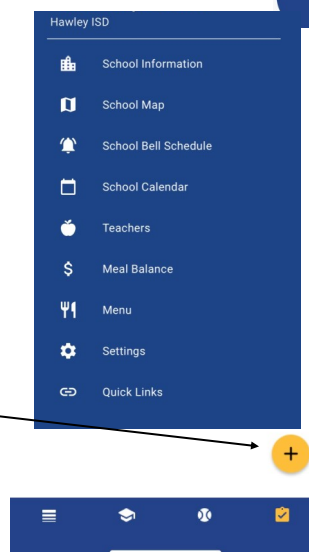 Hawley ISD
School Information
School Map
School Bell Schedule
School Calendar
Teachers
$ Meal Balance
Menu
Settings
Quick Links
+